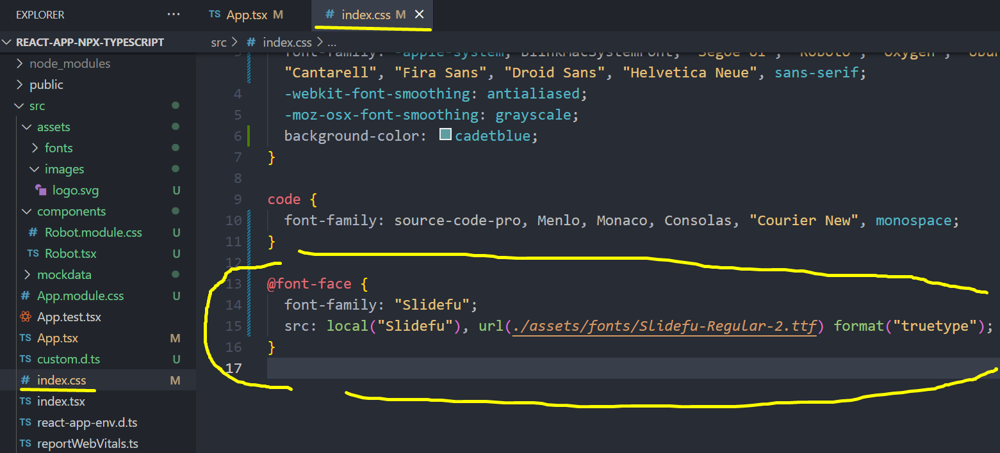 EXPLORER ...
TS App.tsx M
# index.css M
REACT-APP-NPX-TYPESCRIPT
node_modules
public
src
assets
fonts
images
logo.svg U
components
# Robot.module.css U
TS Robot.tsx U
mockdata
# App.module.css U
App.test.tsx
TS App.tsx M
TS custom.d.ts U
# index.css M
TS index.tsx
TS react-app-env.d.ts
TS reportWebVitals.ts
src > # index.css > ...
font-family: -apple-system, BlinkMacSystemFont, "Segoe UI", "Roboto", "Oxygen",
"Cantarell", "Fira Sans", "Droid Sans", "Helvetica Neue", sans-serif;
4 -webkit-font-smoothing: antialiased;
5 -moz-osx-font-smoothing: grayscale;
6 background-color: cadetblue;
7 }
8
9 code {
10 font-family: source-code-pro, Menlo, Monaco, Consolas, "Courier New", monospace;
11 }
12
13 @font-face {
14 font-family: "Slidefu";
15 src: local("Slidefu"), url(./assets/fonts/Slidefu-Regular-2.ttf) format("truetype");
16 }
17